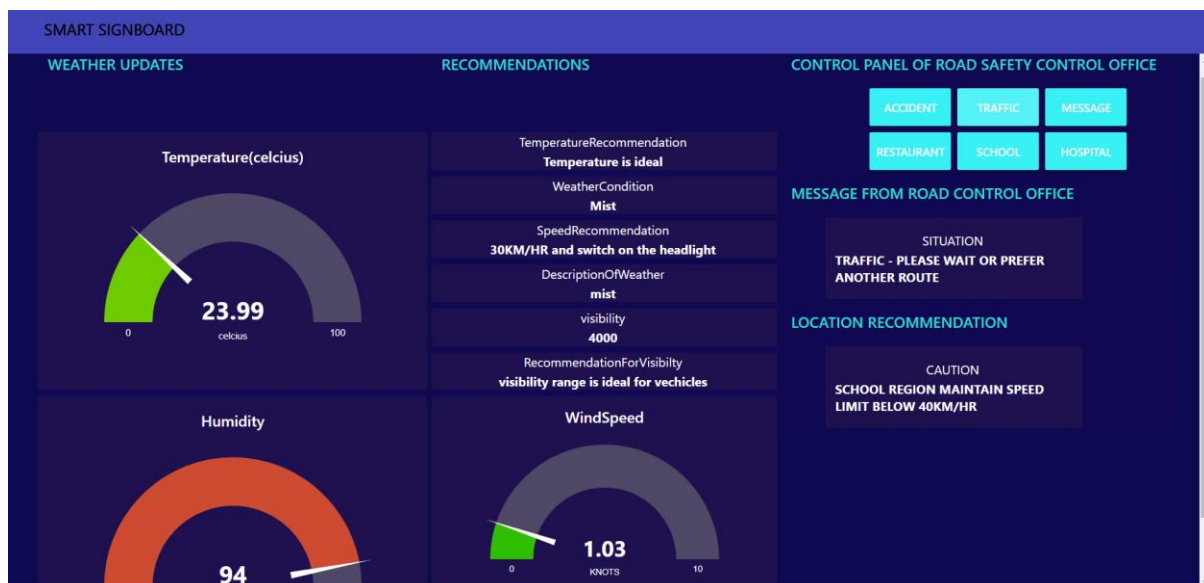 SMART SIGNBOARD
WEATHER UPDATES
Temperature(celcius)
23.99
celcius
0
100
Humidity
94
RECOMMENDATIONS
TemperatureRecommendation
Temperature is ideal
WeatherCondition
Mist
SpeedRecommendation
30KM/HR and switch on the headlight
DescriptionOfWeather
mist
visibility
4000
RecommendationForVisibilty
visibility range is ideal for vechicles
WindSpeed
1.03
KNOTS
0
10
CONTROL PANEL OF ROAD SAFETY CONTROL OFFICE
ACCIDENT
TRAFFIC
MESSAGE
RESTAURANT
SCHOOL
HOSPITAL
MESSAGE FROM ROAD CONTROL OFFICE
SITUATION
TRAFFIC - PLEASE WAIT OR PREFER
ANOTHER ROUTE
LOCATION RECOMMENDATION
CAUTION
SCHOOL REGION MAINTAIN SPEED
LIMIT BELOW 40KM/HR